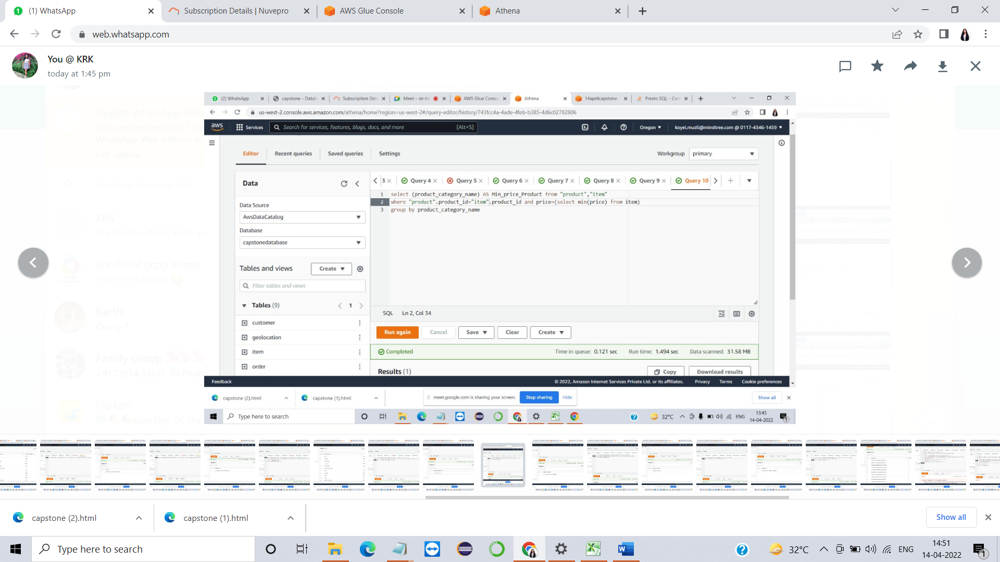 (1) WhatsApp
Subscription Details | Nuvepro
AWS Glue Console
Athena
web.whatsapp.com
You @ KRK
today at 1:45 pm
Update WhatsApp Web
This version expires in 1 da
WhatsApp Web without ke
Get update
Search or start new chat
KRK
Rhythm(mindtree): Karle aa
unofficial gcpp minds
Kartik
Query 7
Family Group
+91 72054 33617: Phot
Flipkart
Last Day Of The
(2) WhatsApp
capstone - Datab
Subscription Deta
Meet – sir-bt
AWS Glue Consol
Athena
14aprilcapstone -
Presto SQL - Con
us-west-2.console.aws.amazon.com/athena/home?region=us-west-2#/query-editor/history/743fcc4a-4ade-4feb-b385-4d6c02782806
aws
Services
Search for services, features, blogs, docs, and more
[Alt+S]
Oregon
koyel.mudli@mindtree.com @ 0117-4346-1459
Editor
Recent queries
Saved queries
Settings
Workgroup
primary
Data
3
Query 4
Query 5
Query 6
Query 7
Query 8
Query 9
Query 10
Data Source
AwsDataCatalog
Database
capstonedatabase
Tables and views
Create
Filter tables and views
Tables (9)
1
customer
geolocation
item
order
1 select (product_category_name) AS Min_price_Product from "product","item"
2 where "product".product_id="item".product_id and price=(select min(price) from item)
3 group by product_category_name
SQL
Ln 2, Col 34
Run again
Cancel
Save
Clear
Create
Completed
Time in queue: 0.121 sec
Run time: 1.494 sec
Data scanned: 31.58 MB
Results (1)
Copy
Download results
Feedback
© 2022, Amazon Internet Services Private Ltd. or its affiliates.
Privacy
Terms
Cookie preferences
capstone (2).html
capstone (1).html
meet.google.com is sharing your screen.
Stop sharing
Hide
Show all
Type here to search
32°C
ENG
13:45
14-04-2022
1
capstone (2).html
capstone (1).html
Show all
Type here to search
32°C
ENG
14:51
14-04-2022
1